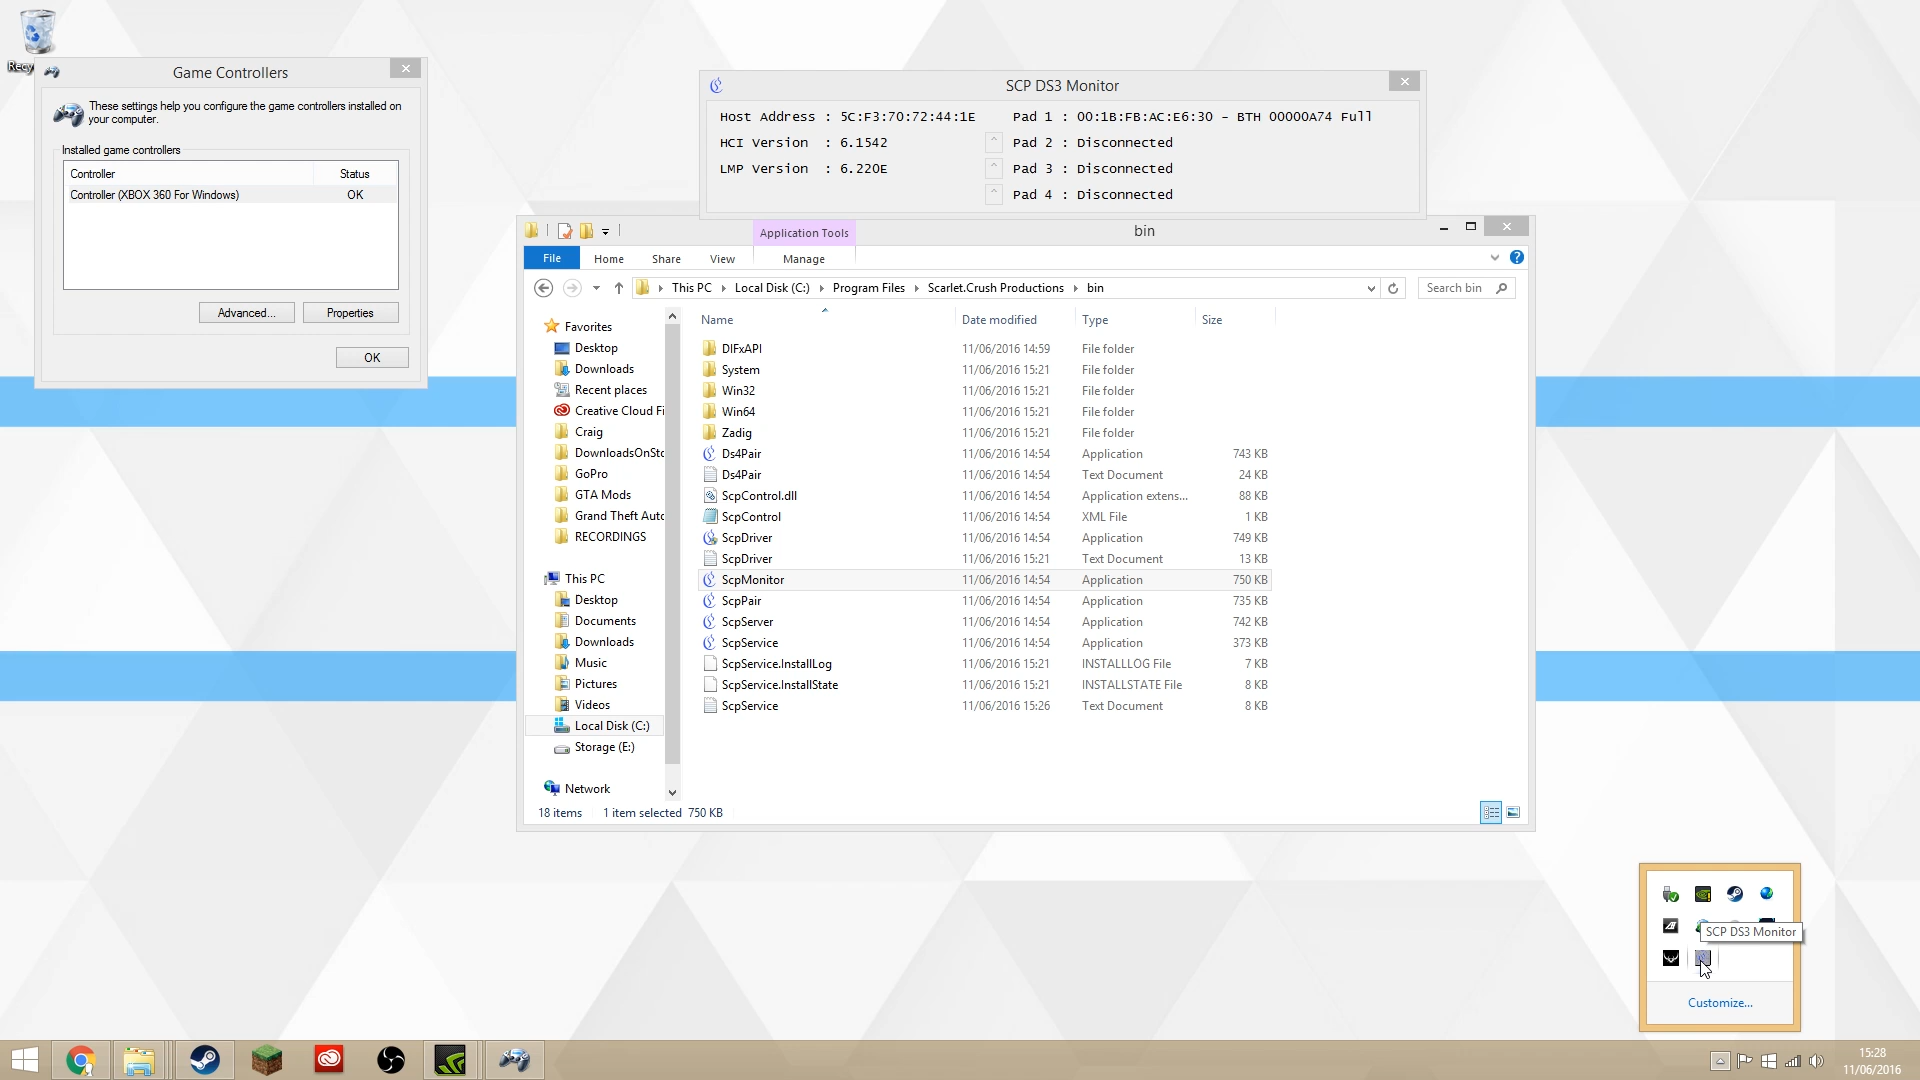 Recy
Game Controllers
These settings help you configure the game controllers installed on
your computer.
Installed game controllers
Controller Status
Controller (XBOX 360 For Windows) OK
Advanced... Properties
OK
SCP DS3 Monitor
Host Address : 5C:F3:70:72:44:1E Pad 1 : 00:1B:FB:AC:E6:30 - BTH 00000A74 Full
HCI Version : 6.1542 Pad 2 : Disconnected
LMP Version : 6.220E Pad 3 : Disconnected
Pad 4 : Disconnected
Application Tools bin
File Home Share View Manage
This PC Local Disk (C:) Program Files Scarlet.Crush Productions bin Search bin
Favorites
Desktop
Downloads
Recent places
Creative Cloud Fi
Craig
DownloadsOnSto
GoPro
GTA Mods
Grand Theft Auto
RECORDINGS
This PC
Desktop
Documents
Downloads
Music
Pictures
Videos
Local Disk (C:)
Storage (E:)
Network
Name Date modified Type Size
DIFxAPI 11/06/2016 14:59 File folder
System 11/06/2016 15:21 File folder
Win32 11/06/2016 15:21 File folder
Win64 11/06/2016 15:21 File folder
Zadig 11/06/2016 15:21 File folder
Ds4Pair 11/06/2016 14:54 Application 743 KB
Ds4Pair 11/06/2016 14:54 Text Document 24 KB
ScpControl.dll 11/06/2016 14:54 Application extens... 88 KB
ScpControl 11/06/2016 14:54 XML File 1 KB
ScpDriver 11/06/2016 14:54 Application 749 KB
ScpDriver 11/06/2016 15:21 Text Document 13 KB
ScpMonitor 11/06/2016 14:54 Application 750 KB
ScpPair 11/06/2016 14:54 Application 735 KB
ScpServer 11/06/2016 14:54 Application 742 KB
ScpService 11/06/2016 14:54 Application 373 KB
ScpService.InstallLog 11/06/2016 15:21 INSTALLLOG File 7 KB
ScpService.InstallState 11/06/2016 15:21 INSTALLSTATE File 8 KB
ScpService 11/06/2016 15:26 Text Document 8 KB
18 items 1 item selected 750 KB
SCP DS3 Monitor
Customize...
15:28
11/06/2016